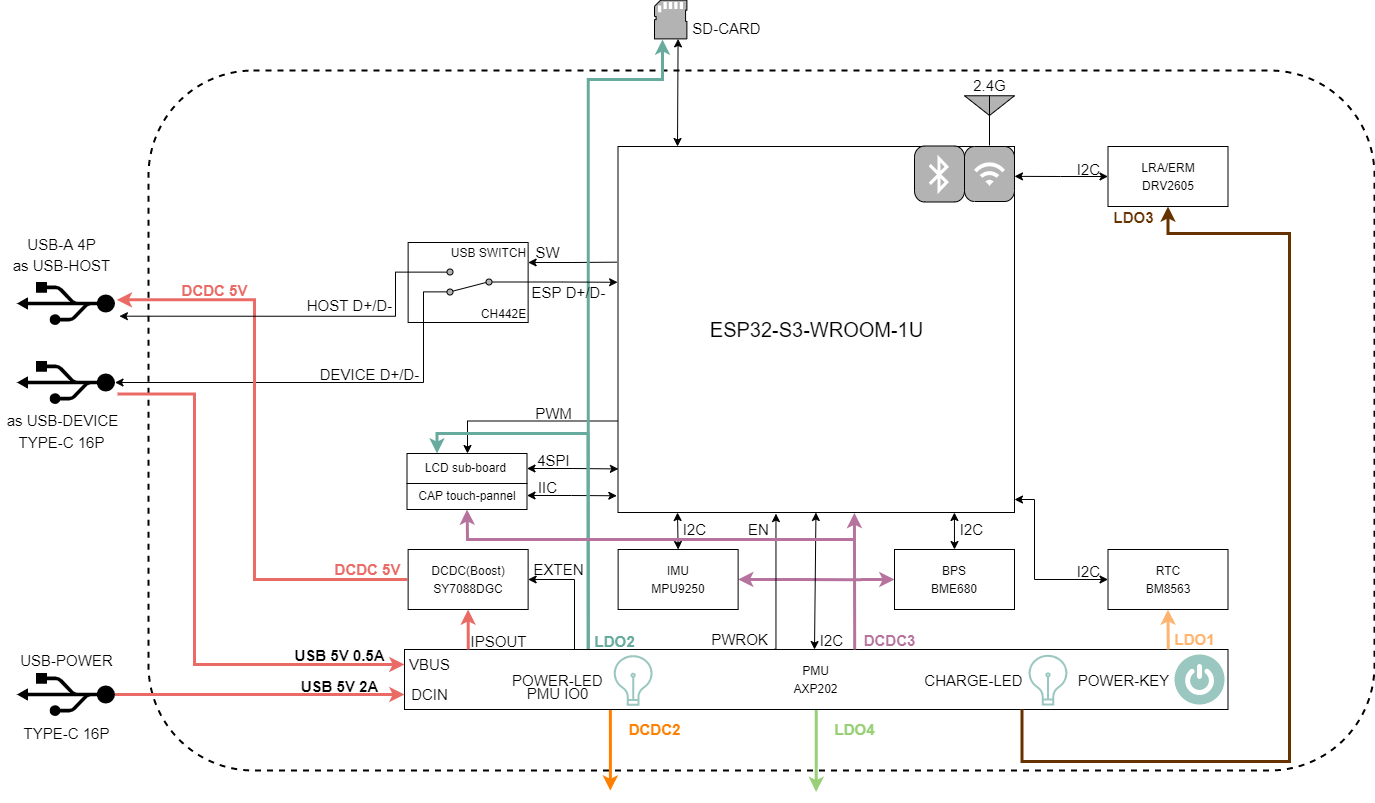 SD-CARD
2.4G
I2C
LRA/ERM
DRV2605
LDO3
USB-A 4P
as USB-HOST
DCDC 5V
HOST D+/D-
USB SWITCH
CH442E
SW
ESP D+/D-
ESP32-S3-WROOM-1U
DEVICE D+/D-
as USB-DEVICE
TYPE-C 16P
PWM
LCD sub-board
4SPI
CAP touch-pannel
IIC
I2C
EN
I2C
DCDC 5V
DCDC(Boost)
SY7088DGC
EXTEN
IMU
MPU9250
BPS
BME680
I2C
RTC
BM8563
IPSOUT
LDO2
PWROK
I2C
DCDC3
LDO1
USB-POWER
TYPE-C 16P
USB 5V 0.5A
VBUS
USB 5V 2A
DCIN
POWER-LED
PMU IO0
PMU
AXP202
CHARGE-LED
POWER-KEY
DCDC2
LDO4